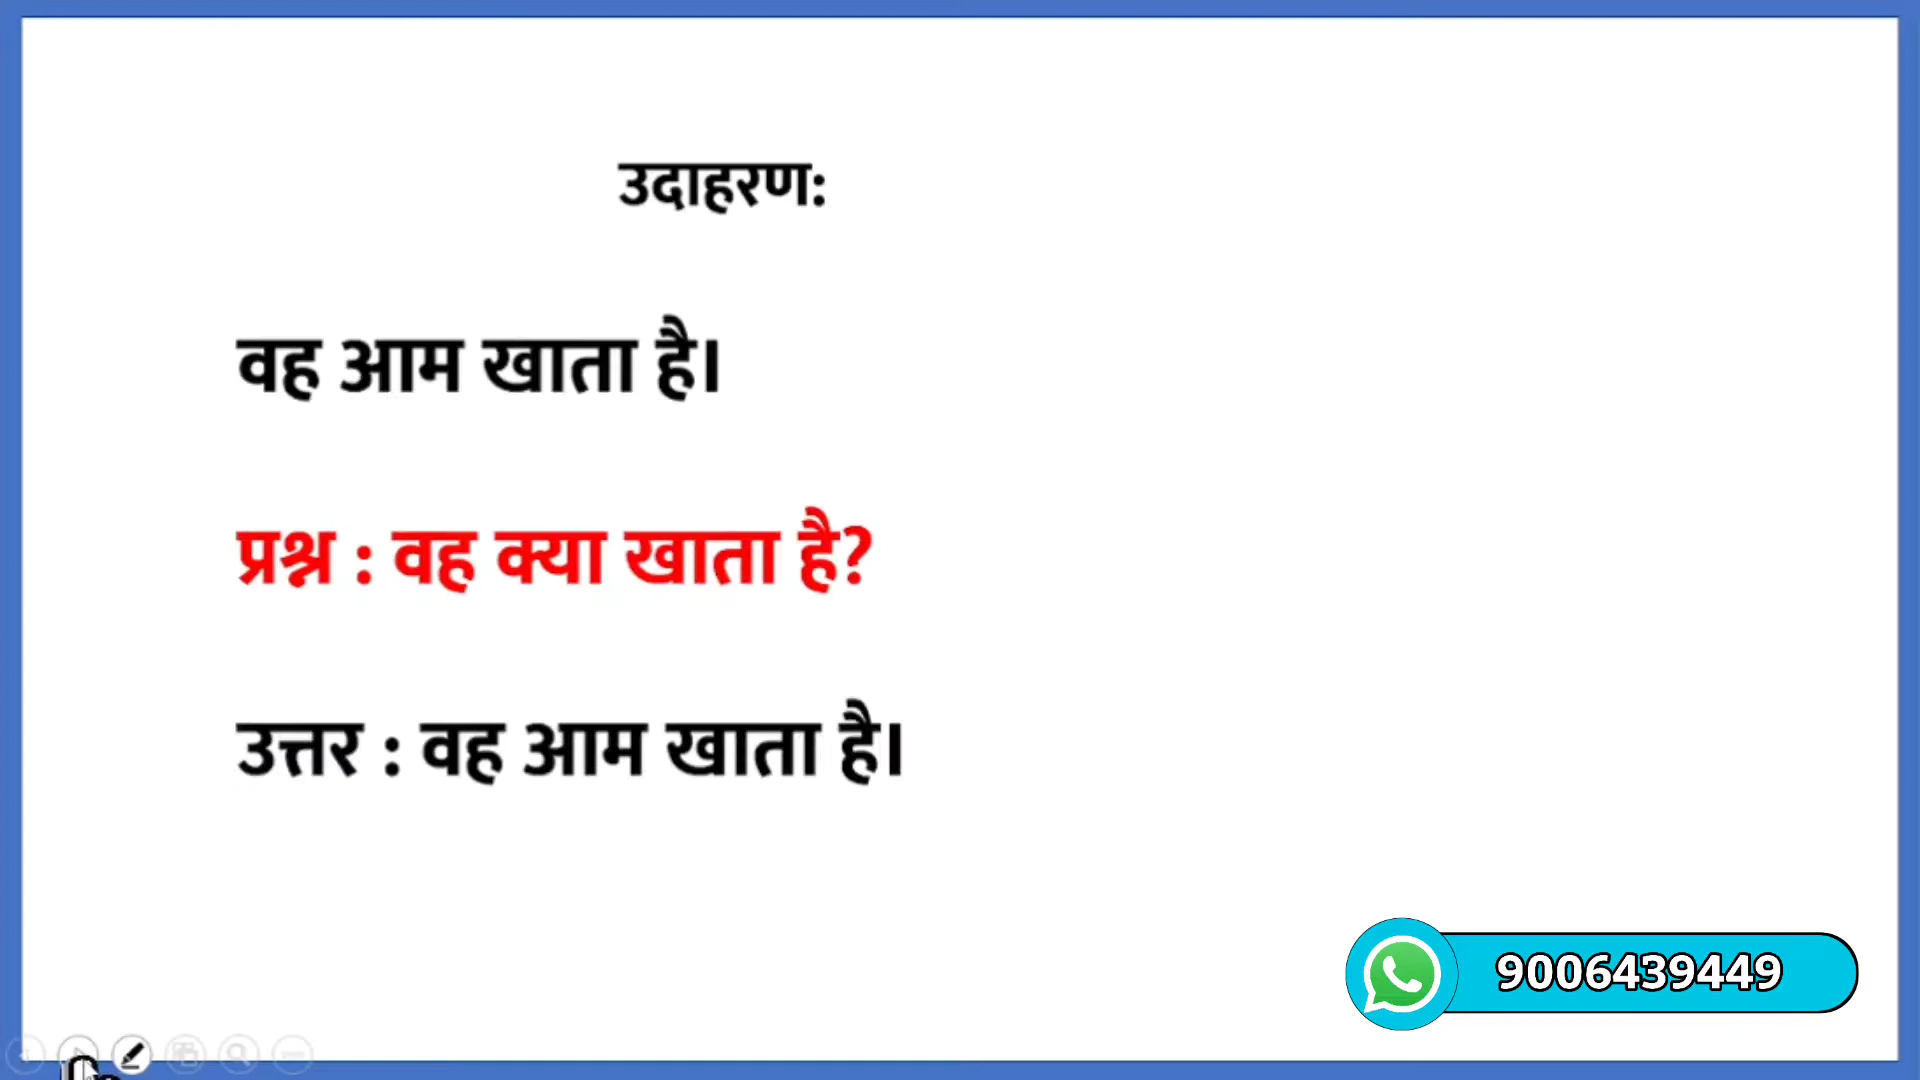 उदाहरण:
वह आम खाता है।
प्रश्न : वह क्या खाता है?
उत्तर : वह आम खाता है।
9006439449